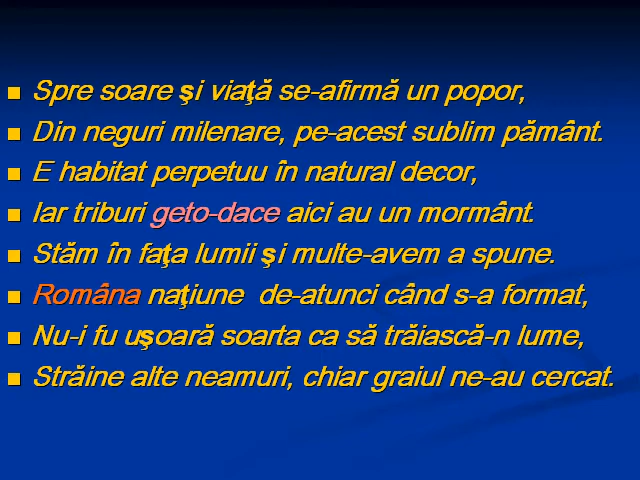 Spre soare şi viaţă se-afirmă un popor,
Din neguri milenare, pe-acest sublim pământ.
E habitat perpetuu în natural decor,
Iar triburi geto-dace aici au un mormânt.
Stăm în faţa lumii şi multe-avem a spune.
Româna naţiune  de-atunci când s-a format,
Nu-i fu uşoară soarta ca să trăiască-n lume,
Străine alte neamuri, chiar graiul ne-au cercat.